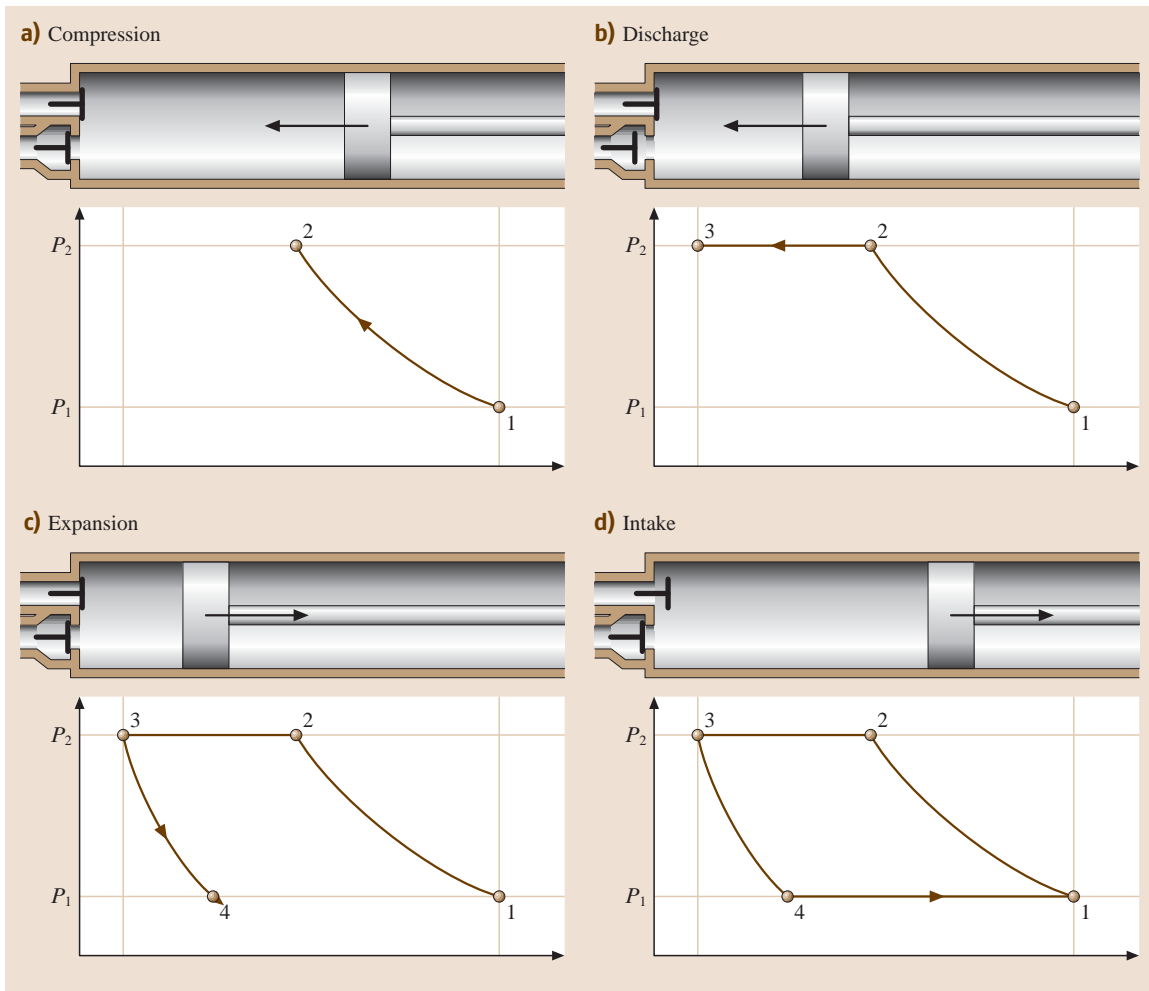 a) Compression
b) Discharge
P2
2
P1
1
P2
3
2
P1
1
c) Expansion
d) Intake
P2
3
2
P1
4
1
P2
3
2
P1
4
1